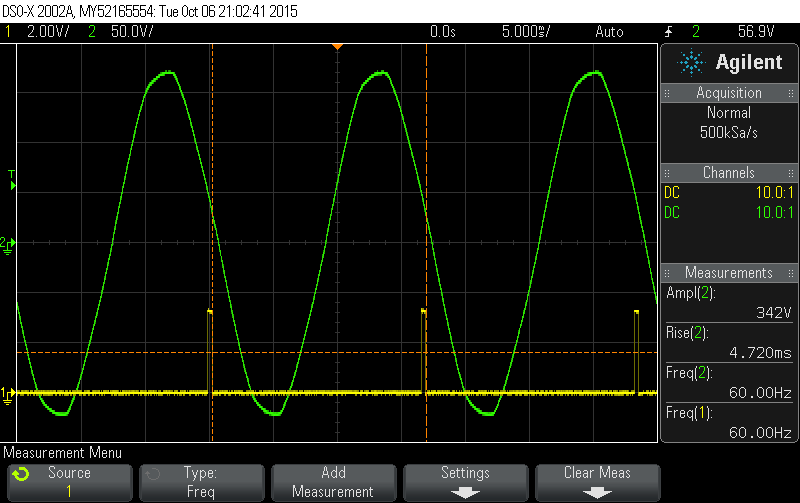 DSO-X 2002A, MY52165554: Tue Oct 06 21:02:41 2015
1 2.00V/ 2 50.0V/ 0.0s 5.000ms/ Auto 2 56.9V
Agilent
Acquisition
Normal
500kSa/s
Channels
DC 10.0:1
DC 10.0:1
Measurements
Ampl(2):
342V
Rise(2):
4.720ms
Freq(2):
60.00Hz
Freq(1):
60.00Hz
T
2
1
Measurement Menu
Source
1
Type:
Freq
Add
Measurement
Settings
Clear Meas